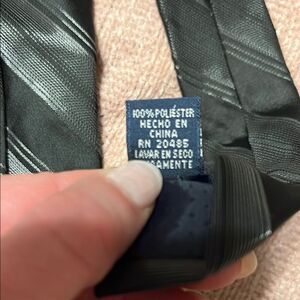 100% POLIÉSTER
HECHO EN
CHINA
RN 20485
LAVAR EN SECO